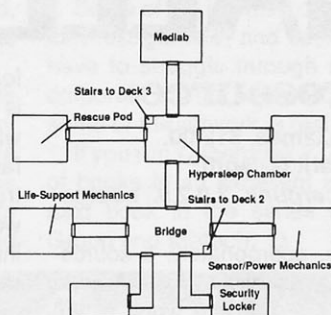 Medlab
Stairs to Deck 3
Rescue Pod
Hypersleep Chamber
Life-Support Mechanics
Stairs to Deck 2
Bridge
Sensor/Power Mechanics
Security
Locker